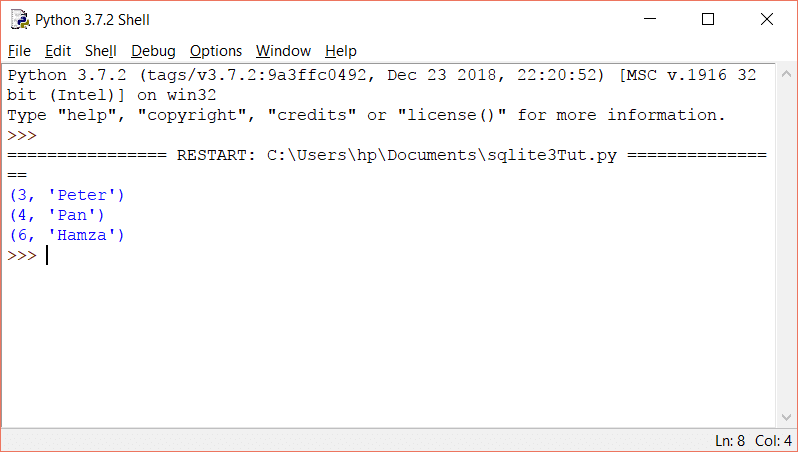 Python 3.7.2 Shell
File Edit Shell Debug Options Window Help
Python 3.7.2 (tags/v3.7.2:9a3ffc0492, Dec 23 2018, 22:20:52) [MSC v.1916 32
bit (Intel)] on win32
Type "help", "copyright", "credits" or "license()" for more information.
>>>
================ RESTART: C:\Users\hp\Documents\sqlite3Tut.py ==============
==
(3, 'Peter')
(4, 'Pan')
(6, 'Hamza')
>>>
Ln: 8 Col: 4